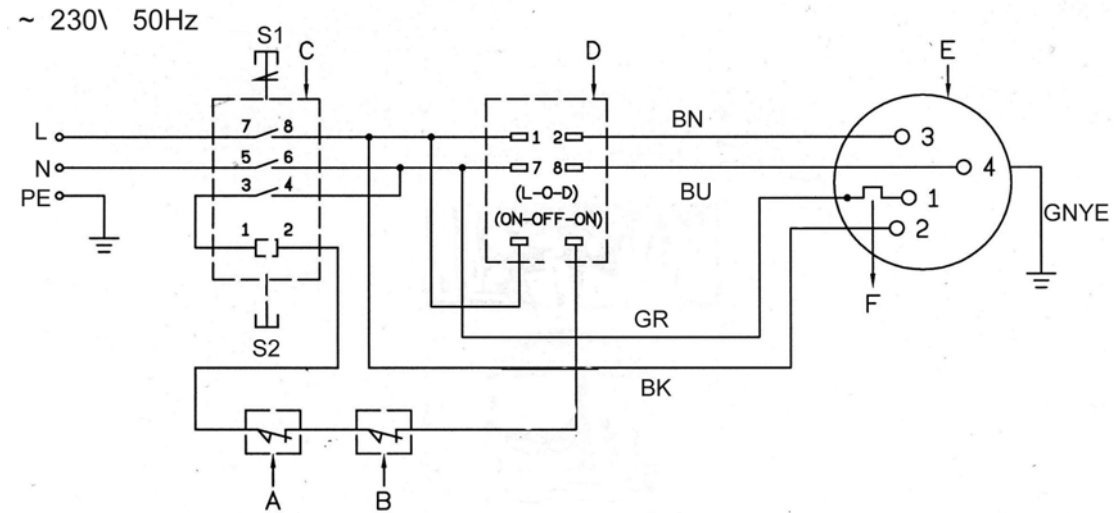 ~ 230\ 50Hz
S1
C
D
E
L
7 8
1 2
BN
3
N
5 6
7 8
4
PE
3 4
(L-O-D)
BU
1
GNYE
(ON-OFF-ON)
1 2
2
F
S2
GR
BK
A
B